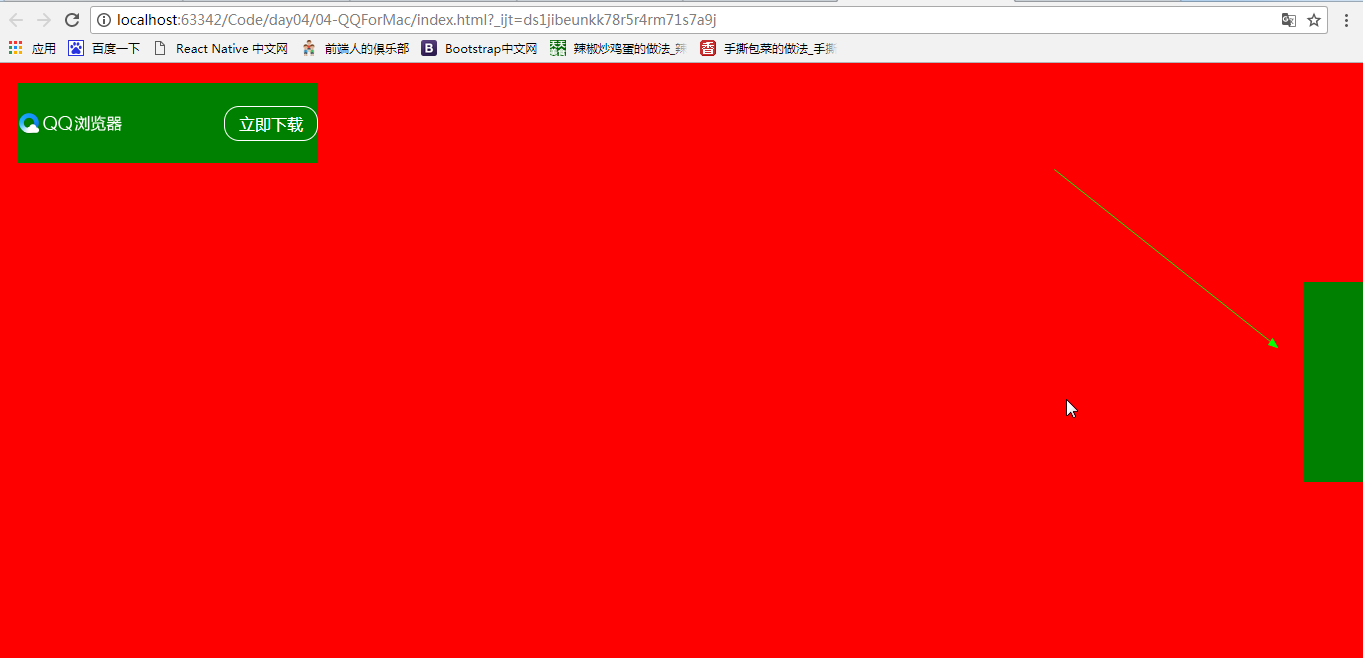 localhost:63342/Code/day04/04-QQForMac/index.html?_ijt=ds1jibeunkk78r5r4rm71s7a9j
应用 百度一下 React Native 中文网 前端人的俱乐部 B Bootstrap中文网 辣椒炒鸡蛋的做法_辣 香 手撕包菜的做法_手撕
QQ浏览器 立即下载